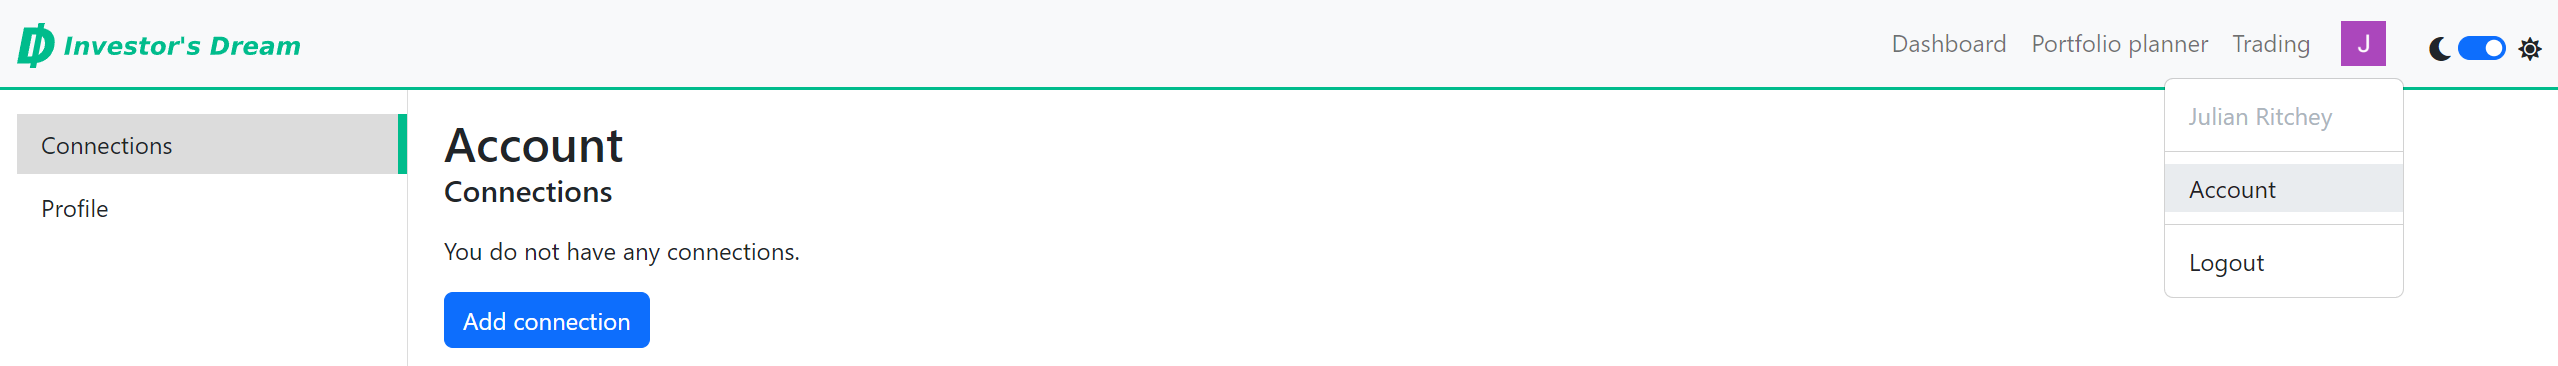 Investor's Dream
Dashboard
Portfolio planner
Trading
J
Julian Ritchey
Account
Logout
Connections
Profile
Account
Connections
You do not have any connections.
Add connection